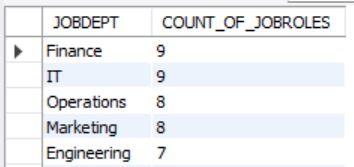 JOBDEPT COUNT_OF_JOBROLES
Finance 9
IT 9
Operations 8
Marketing 8
Engineering 7